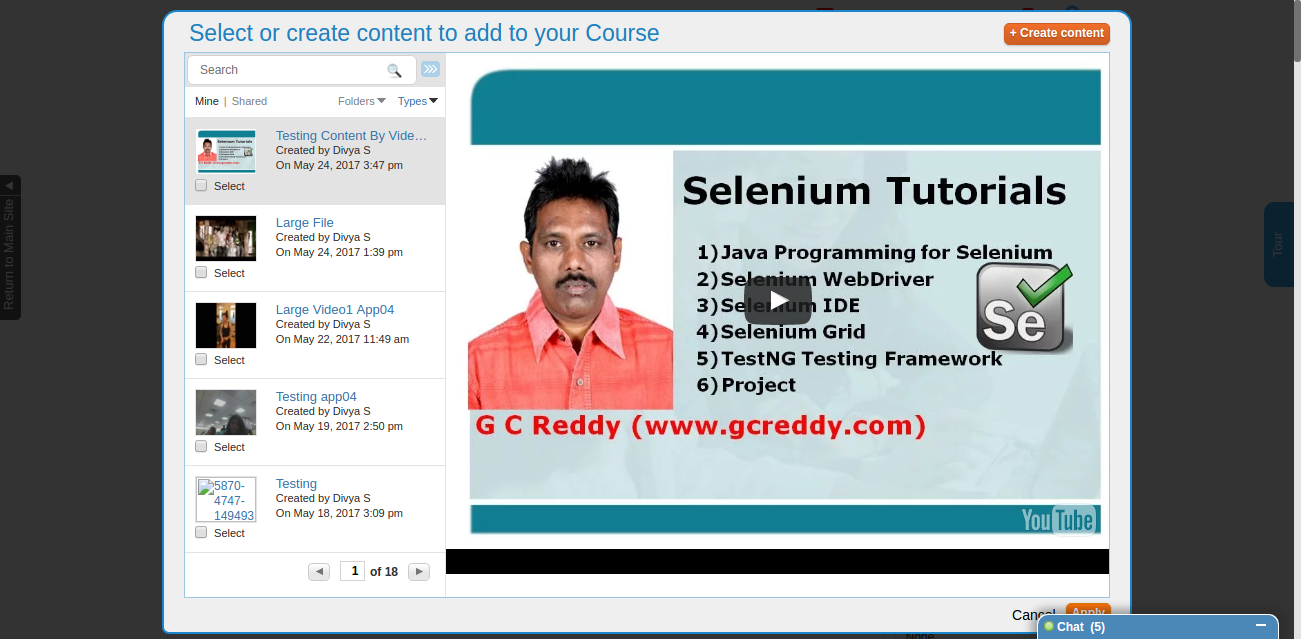 Select or create content to add to your Course
+ Create content
Search
Mine | Shared
Folders
Types
Testing Content By Vide…
Created by Divya S
On May 24, 2017 3:47 pm
Select
Large File
Created by Divya S
On May 24, 2017 1:39 pm
Select
Large Video1 App04
Created by Divya S
On May 22, 2017 11:49 am
Select
Testing app04
Created by Divya S
On May 19, 2017 2:50 pm
Select
5870-
4747-
149493
Testing
Created by Divya S
On May 18, 2017 3:09 pm
Select
1 of 18
Selenium Tutorials
1)Java Programming for Selenium
2)Selenium WebDriver
3)Selenium IDE
4)Selenium Grid
5)TestNG Testing Framework
6)Project
Se
G C Reddy (www.gcreddy.com)
YouTube
Return to Main Site
Tour
Cancel
Apply
Chat (5)
None